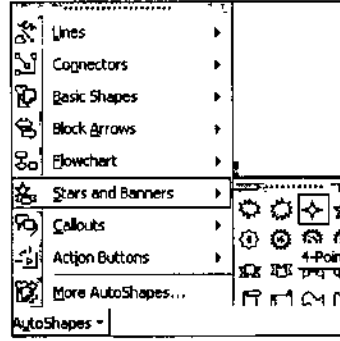 Lines
Connectors
Basic Shapes
Block Arrows
Flowchart
Stars and Banners
Callouts
Action Buttons
4-Poin
More AutoShapes...
AutoShapes